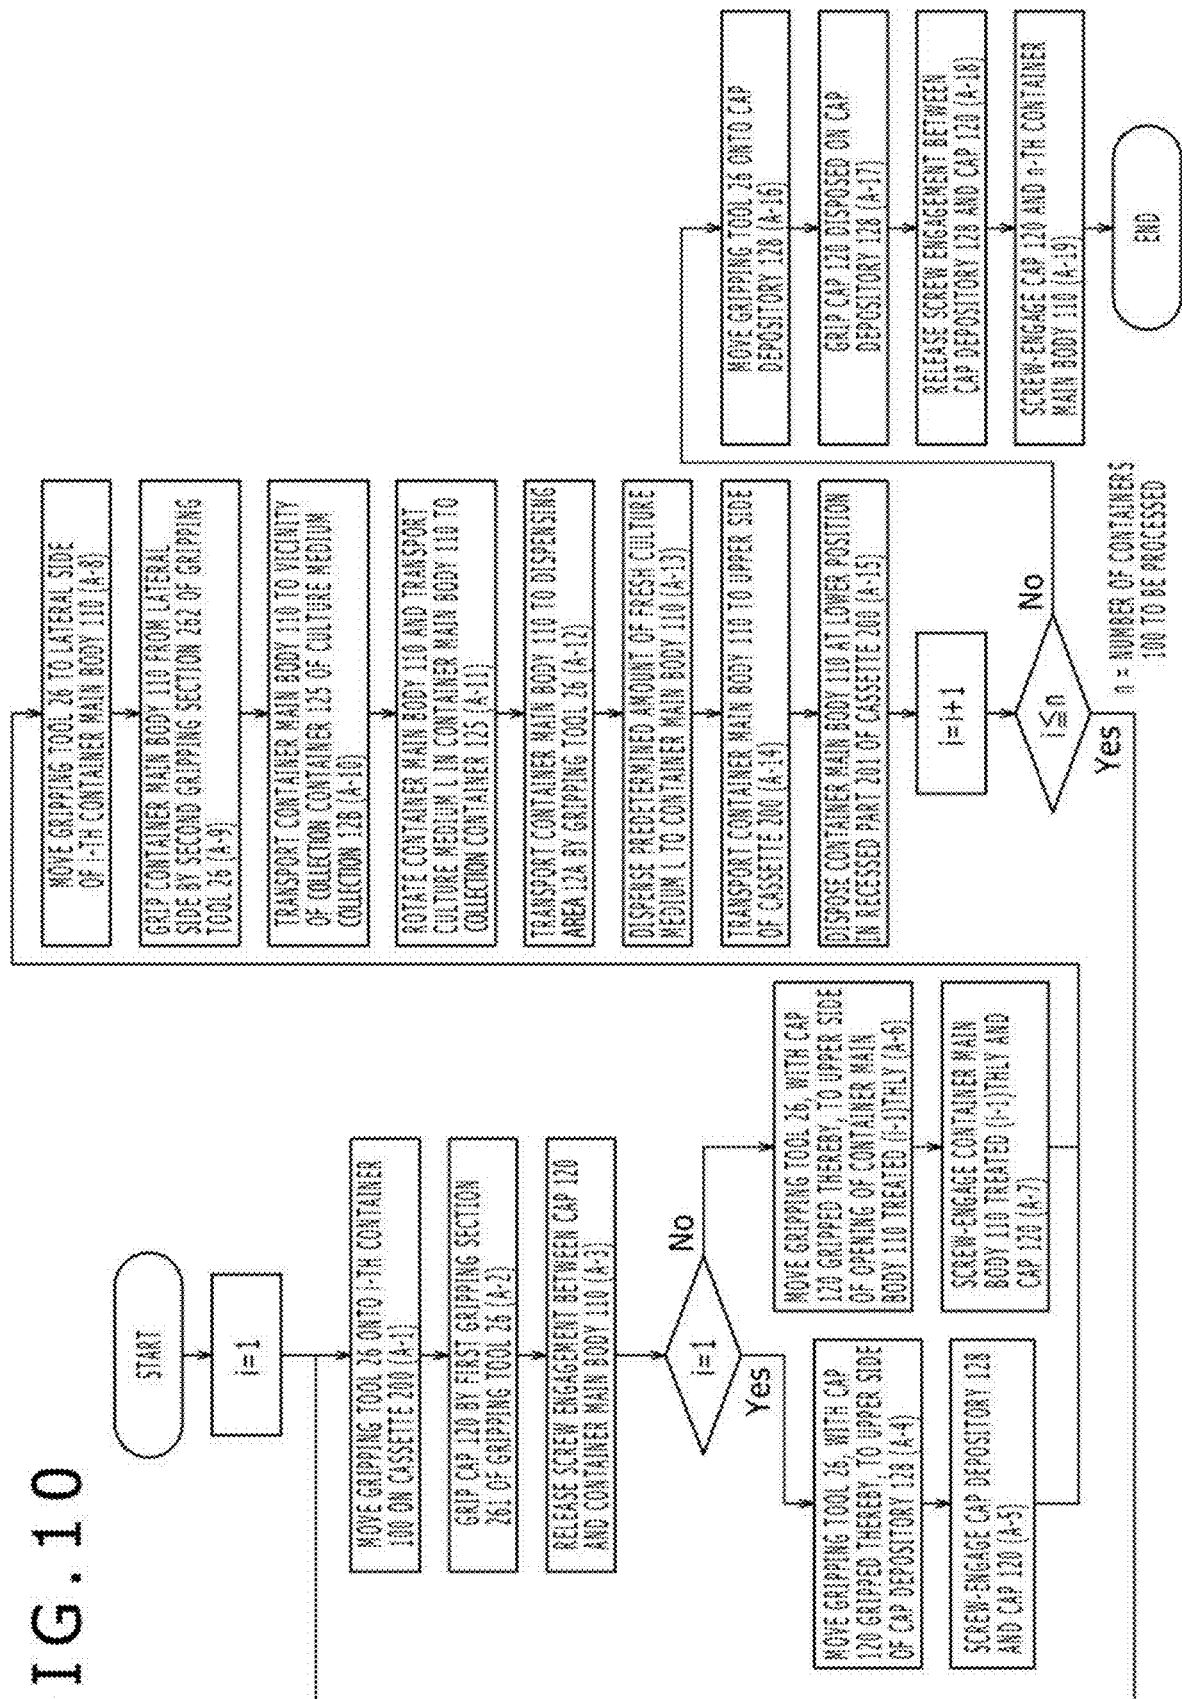 IG.10
START
i=1
MOVE GRIPPING TOOL 26 ONTO i-TH CONTAINER
100 ON CASSETTE 200 (A-1)
GRIP CAP 120 BY FIRST GRIPPING SECTION
261 OF GRIPPING TOOL 26 (A-2)
RELEASE SCREW ENGAGEMENT BETWEEN CAP 120
AND CONTAINER MAIN BODY 110 (A-3)
i=1
Yes
No
MOVE GRIPPING TOOL 26, WITH CAP
120 GRIPPED THEREBY, TO UPPER SIDE
OF CAP DEPOSITORY 128 (A-4)
SCREW-ENGAGE CAP DEPOSITORY 128
AND CAP 120 (A-5)
MOVE GRIPPING TOOL 26, WITH CAP
120 GRIPPED THEREBY, TO UPPER SIDE
OF OPENING OF CONTAINER MAIN
BODY 110 TREATED (i-1)THLY (A-6)
SCREW-ENGAGE CONTAINER MAIN
BODY 110 TREATED (i-1)THLY AND
CAP 120 (A-7)
MOVE GRIPPING TOOL 26 TO LATERAL SIDE
OF i-TH CONTAINER MAIN BODY 110 (A-8)
GRIP CONTAINER MAIN BODY 110 FROM LATERAL
SIDE BY SECOND GRIPPING SECTION 262 OF GRIPPING
TOOL 26 (A-9)
TRANSPORT CONTAINER MAIN BODY 110 TO VICINITY
OF COLLECTION CONTAINER 125 OF CULTURE MEDIUM
COLLECTION 12B (A-10)
ROTATE CONTAINER MAIN BODY 110 AND TRANSPORT
CULTURE MEDIUM L IN CONTAINER MAIN BODY 110 TO
COLLECTION CONTAINER 125 (A-11)
TRANSPORT CONTAINER MAIN BODY 110 TO DISPENSING
AREA 12A BY GRIPPING TOOL 26 (A-12)
DISPENSE PREDETERMINED AMOUNT OF FRESH CULTURE
MEDIUM L TO CONTAINER MAIN BODY 110 (A-13)
TRANSPORT CONTAINER MAIN BODY 110 TO UPPER SIDE
OF CASSETTE 200 (A-14)
DISPOSE CONTAINER MAIN BODY 110 AT LOWER POSITION
IN RECESSED PART 201 OF CASSETTE 200 (A-15)
i=i+1
i≦n
Yes
No
n = NUMBER OF CONTAINERS
100 TO BE PROCESSED
MOVE GRIPPING TOOL 26 ONTO CAP
DEPOSITORY 128 (A-16)
GRIP CAP 120 DISPOSED ON CAP
DEPOSITORY 128 (A-17)
RELEASE SCREW ENGAGEMENT BETWEEN
CAP DEPOSITORY 128 AND CAP 120 (A-18)
SCREW-ENGAGE CAP 120 AND n-TH CONTAINER
MAIN BODY 110 (A-19)
END